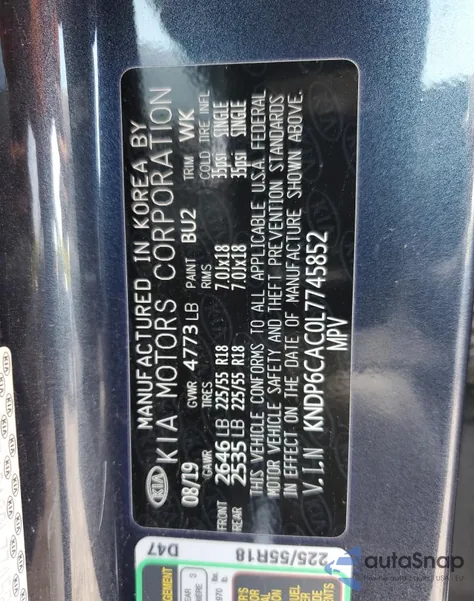 KIA
MANUFACTURED IN KOREA BY
KIA MOTORS CORPORATION
08/19 GVWR 4773 LB PAINT BU2 TRIM WK
GAWR TIRES RIMS COLD TIRE INFL
FRONT 2646 LB 225/55 R18 7.0JX18 35psi SINGLE
REAR 2535 LB 225/55 R18 7.0JX18 35psi SINGLE
THIS VEHICLE CONFORMS TO ALL APPLICABLE U.S.A. FEDERAL
MOTOR VEHICLE SAFETY AND THEFT PREVENTION STANDARDS
IN EFFECT ON THE DATE OF MANUFACTURE SHOWN ABOVE.
V.I.N KNDP6CAC0L7745852
MPV
D47
225/55R18
autoSnap